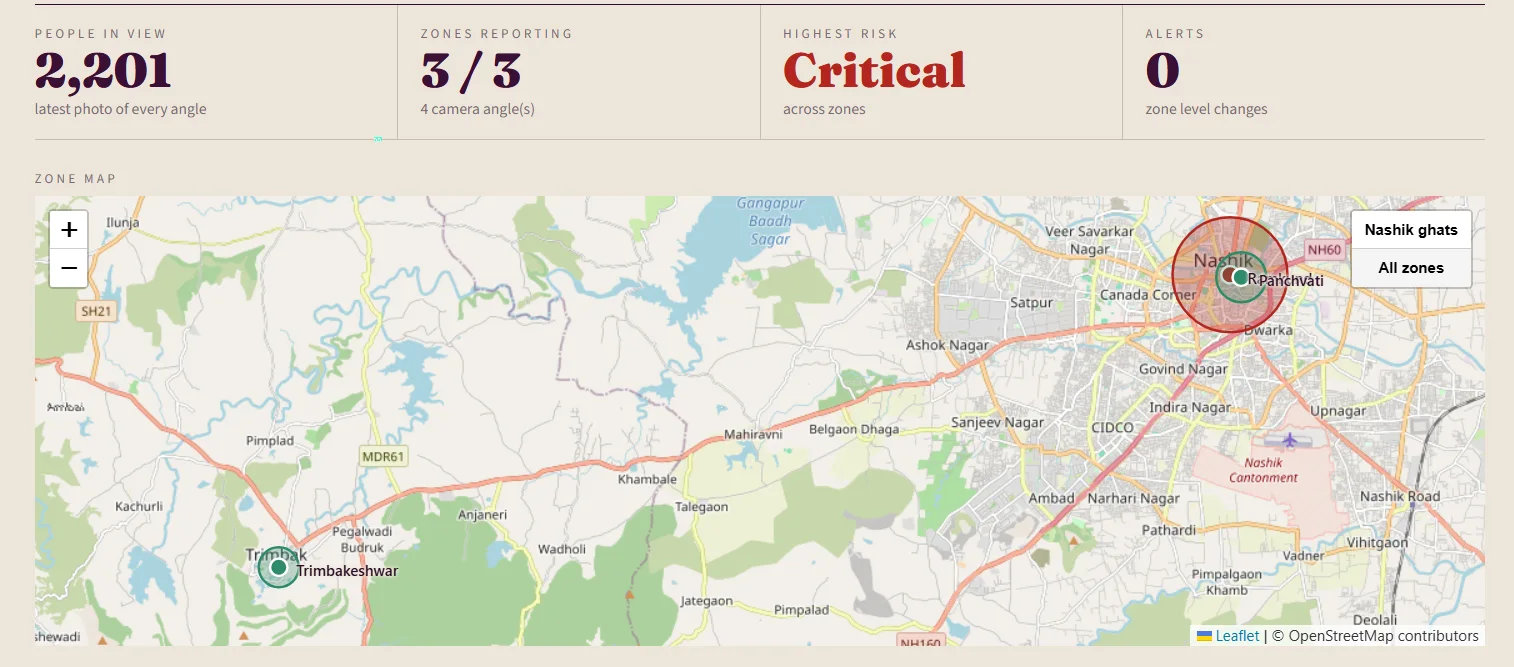 PEOPLE IN VIEW
2,201
latest photo of every angle
ZONES REPORTING
3 / 3
4 camera angle(s)
HIGHEST RISK
Critical
across zones
ALERTS
0
zone level changes
ZONE MAP
+
−
Nashik ghats
All zones
Ilunja
SH21
Gangapur
Baadh
Sagar
Veer Savarkar
Nagar
NH60
Nashik
Panchvati
Canada Corner
Satpur
Dwarka
Ashok Nagar
Govind Nagar
Indira Nagar
Upnagar
Sanjeev Nagar
CIDCO
Belgaon Dhaga
Mahiravni
Pimplad
MDR61
Khambale
Nashik
Cantonment
Talegaon
Ambad
Narhari Nagar
Nashik Road
Kachurli
Anjaneri
Pegalwadi
Budruk
Wadholi
Pathardi
Vihitgaon
Vadner
Trimbak
Trimbakeshwar
Pimpalgaon
Khamb
Jategaon
Pimpalad
Deolali
shewadi
NH160
Leaflet | © OpenStreetMap contributors